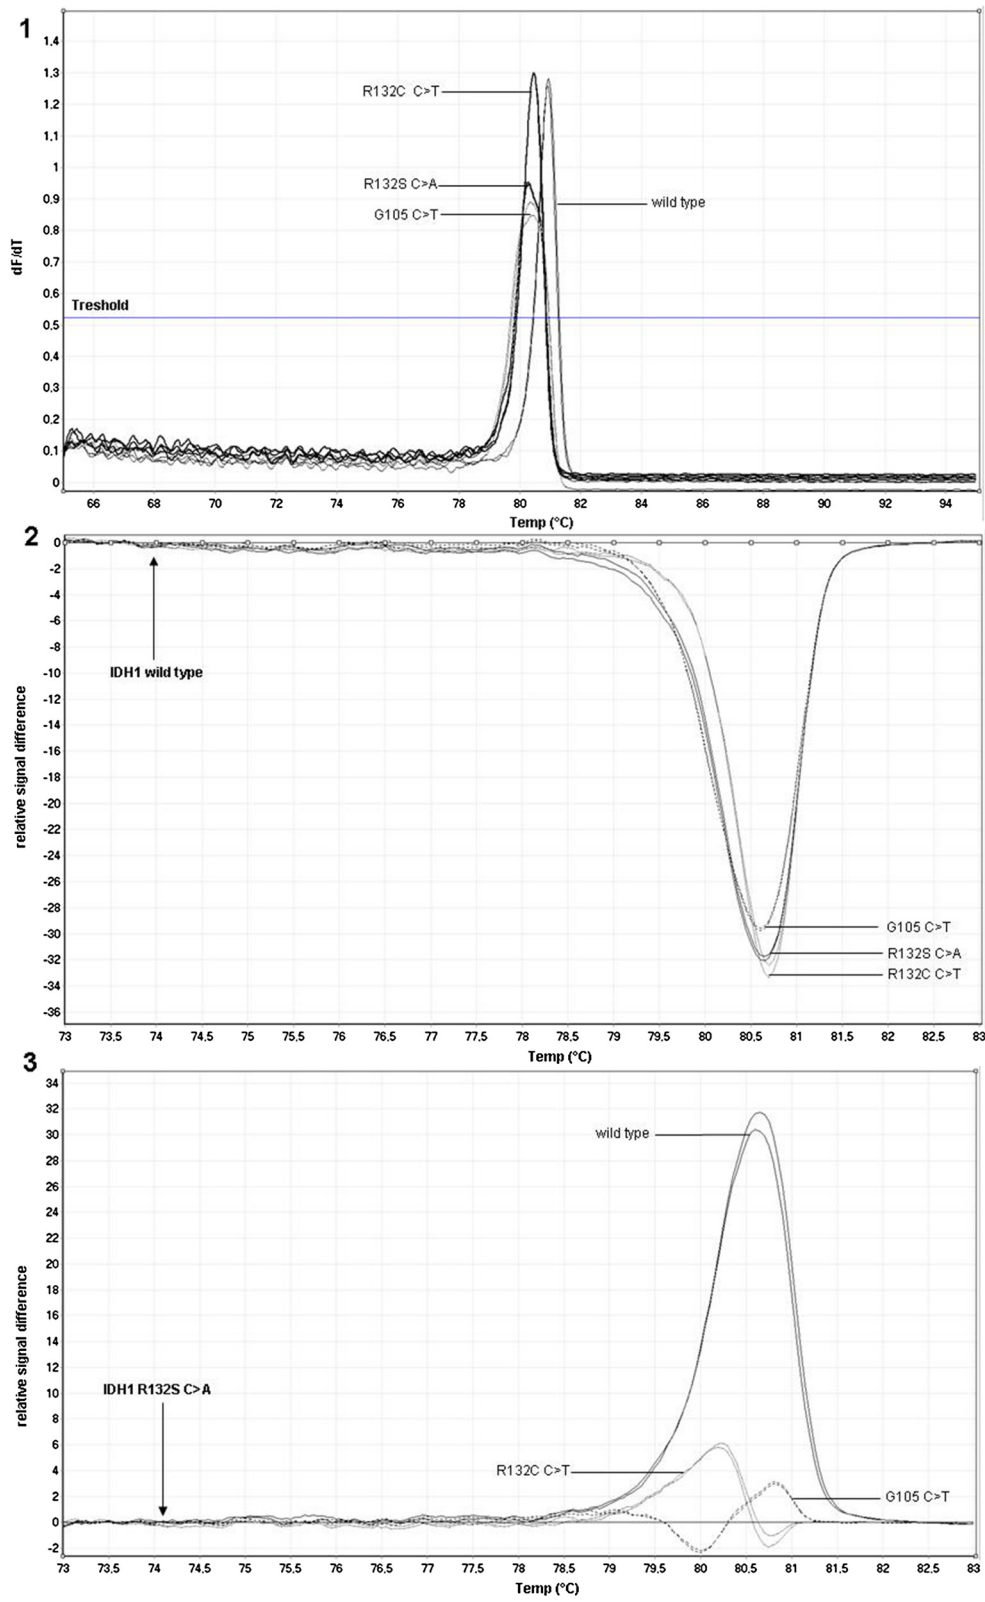 1
1.4
1.3
R132C C>T
1.2
1.1
1
R132S C>A
0.9
wild type
G105 C>T
0.8
0.7
dF/dT
0.6
Treshold
0.5
0.4
0.3
0.2
0.1
0
66 68 70 72 74 76 78 80 82 84 86 88 90 92 94
Temp (°C)
2
0
-2
-4
-6
-8
IDH1 wild type
-10
-12
-14
-16
-18
relative signal difference
-20
-22
-24
-26
-28
G105 C>T
-30
R132S C>A
-32
R132C C>T
-34
-36
73 73,5 74 74,5 75 75,5 76 76,5 77 77,5 78 78,5 79 79,5 80 80,5 81 81,5 82 82,5 83
Temp (°C)
3
34
32
wild type
30
28
26
24
22
20
18
relative signal difference
16
14
12
IDH1 R132S C>A
10
8
6
R132C C>T
4
G105 C>T
2
0
-2
73 73,5 74 74,5 75 75,5 76 76,5 77 77,5 78 78,5 79 79,5 80 80,5 81 81,5 82 82,5 83
Temp (°C)